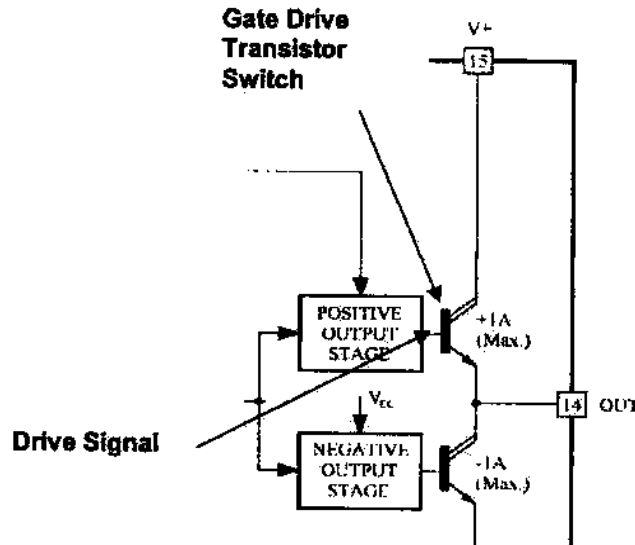 Gate Drive
Transistor
Switch
V+
15
POSITIVE
OUTPUT
STAGE
+1A
(Max.)
14 OUT
Drive Signal
VCC
NEGATIVE
OUTPUT
STAGE
-1A
(Max.)